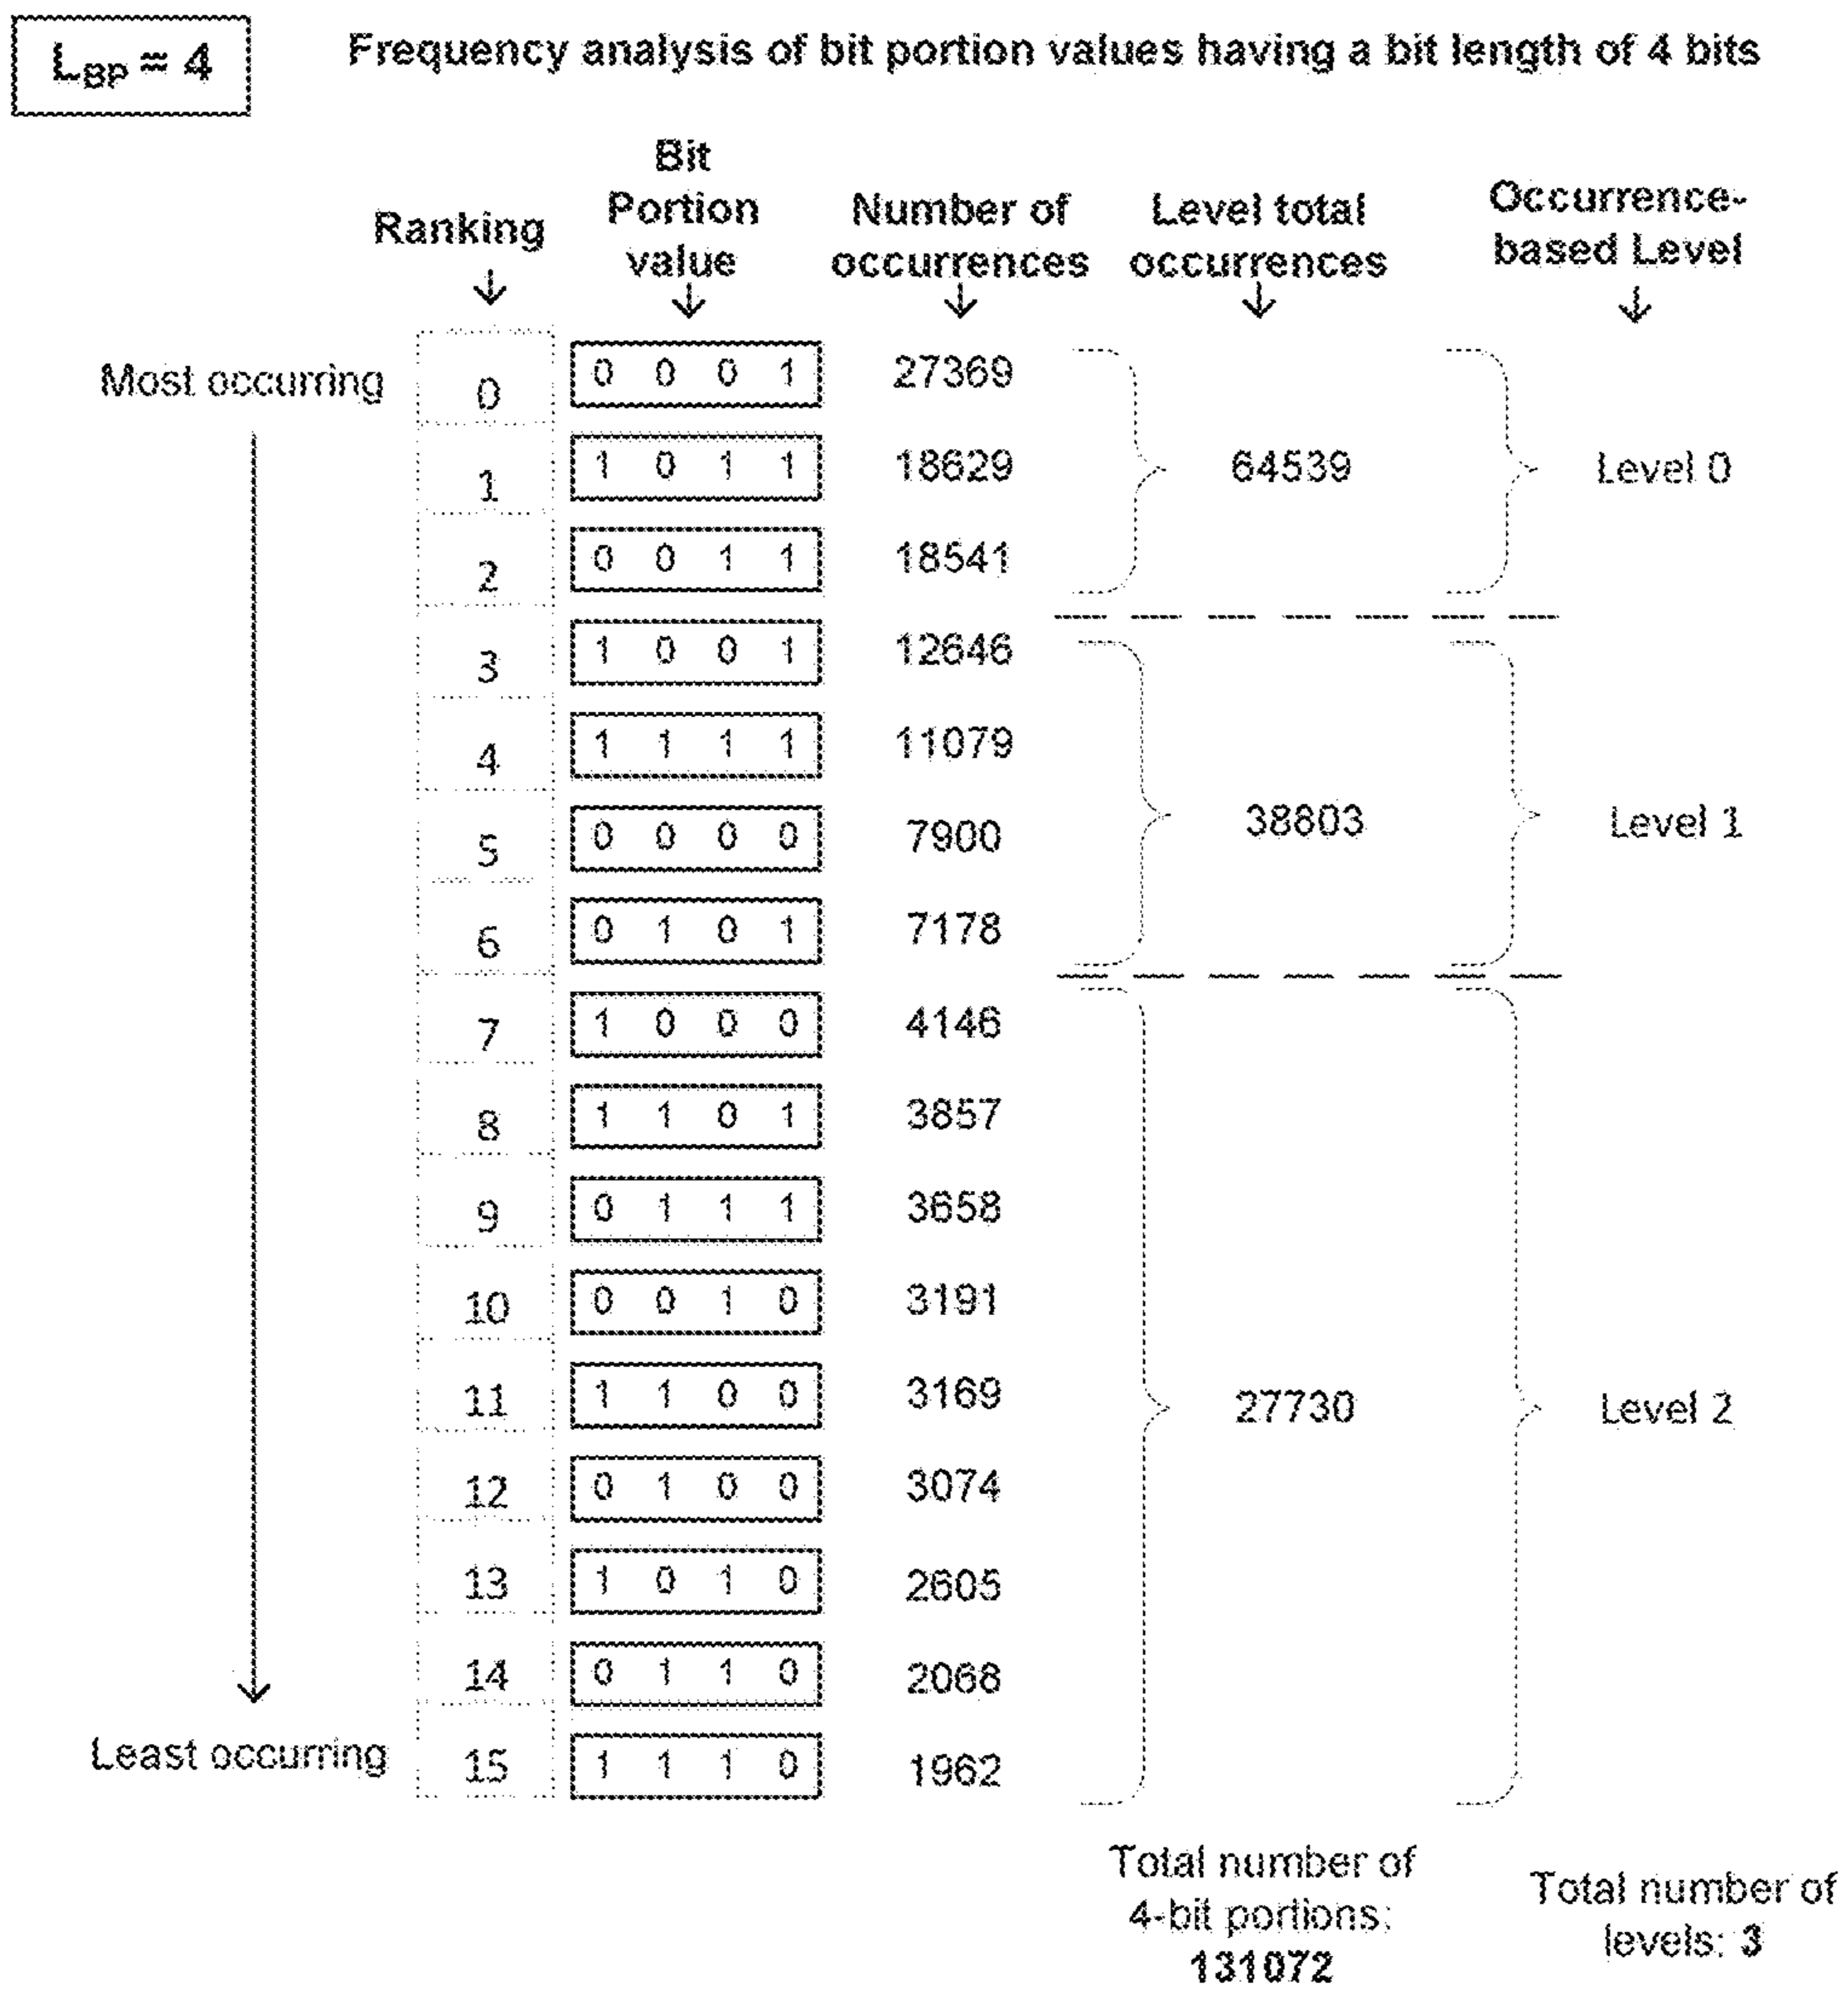 L_BP = 4
Frequency analysis of bit portion values having a bit length of 4 bits
Ranking
Bit
Portion
value
Number of
occurrences
Level total
occurrences
Occurrence-
based Level
Most occurring
0 0 0 0 1 27369
1 1 0 1 1 18629 64539 Level 0
2 0 0 1 1 18541
3 1 0 0 1 12646
4 1 1 1 1 11079
38803 Level 1
5 0 0 0 0 7900
6 0 1 0 1 7178
7 1 0 0 0 4146
8 1 1 0 1 3857
9 0 1 1 1 3658
10 0 0 1 0 3191
11 1 1 0 0 3169 27730 Level 2
12 0 1 0 0 3074
13 1 0 1 0 2605
14 0 1 1 0 2068
Least occurring
15 1 1 1 0 1962
Total number of
4-bit portions:
131072
Total number of
levels: 3